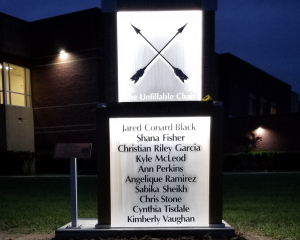 The Unfillable Chair
Jared Conard Black
Shana Fisher
Christian Riley Garcia
Kyle McLeod
Ann Perkins
Angelique Ramirez
Sabika Sheikh
Chris Stone
Cynthia Tisdale
Kimberly Vaughan